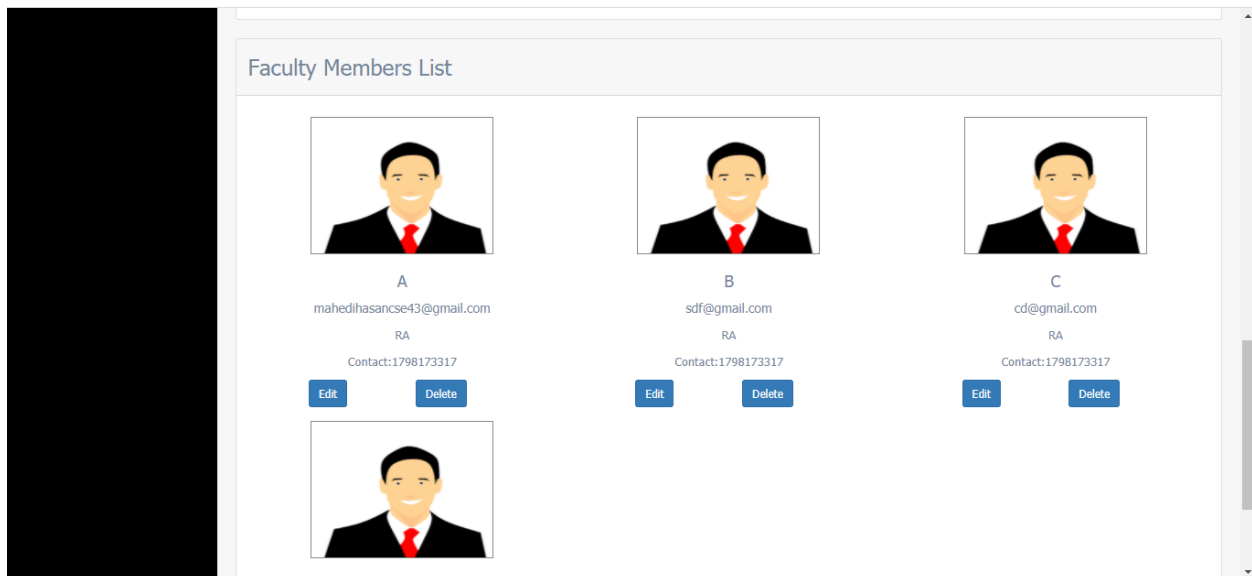 Faculty Members List
A
mahedihasancse43@gmail.com
RA
Contact:1798173317
Edit Delete
B
sdf@gmail.com
RA
Contact:1798173317
Edit Delete
C
cd@gmail.com
RA
Contact:1798173317
Edit Delete